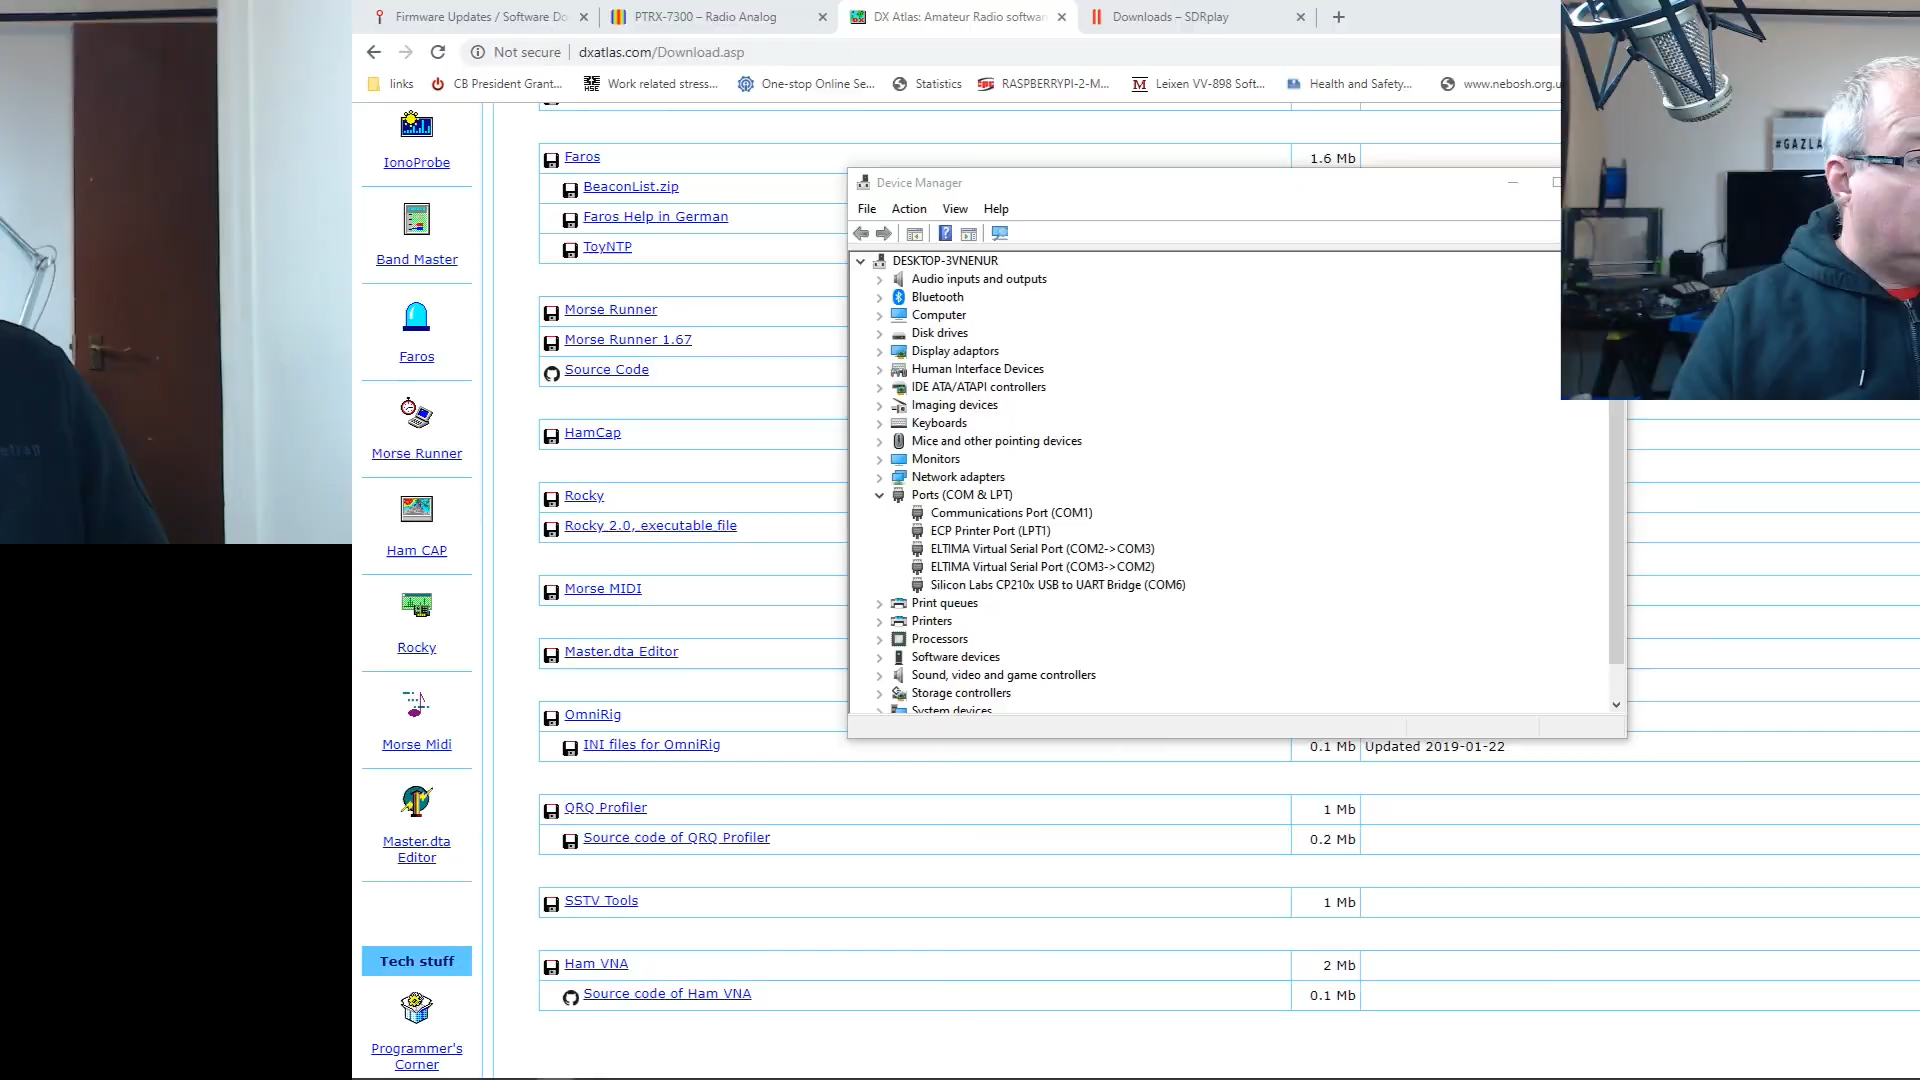 Firmware Updates / Software Do
PTRX-7300 – Radio Analog
DX Atlas: Amateur Radio softwar
Downloads – SDRplay
Not secure
dxatlas.com/Download.asp
links
CB President Grant...
Work related stress...
One-stop Online Se...
Statistics
RASPBERRYPI-2-M...
Leixen VV-898 Soft...
Health and Safety...
www.nebosh.org.u
IonoProbe
Band Master
Faros
Morse Runner
Ham CAP
Rocky
Morse Midi
Master.dta
Editor
Tech stuff
Programmer's
Corner
Faros
1.6 Mb
BeaconList.zip
Faros Help in German
ToyNTP
Morse Runner
Morse Runner 1.67
Source Code
HamCap
Rocky
Rocky 2.0, executable file
Morse MIDI
Master.dta Editor
OmniRig
INI files for OmniRig
0.1 Mb
Updated 2019-01-22
QRQ Profiler
1 Mb
Source code of QRQ Profiler
0.2 Mb
SSTV Tools
1 Mb
Ham VNA
2 Mb
Source code of Ham VNA
0.1 Mb
Device Manager
File
Action
View
Help
DESKTOP-3VNENUR
Audio inputs and outputs
Bluetooth
Computer
Disk drives
Display adaptors
Human Interface Devices
IDE ATA/ATAPI controllers
Imaging devices
Keyboards
Mice and other pointing devices
Monitors
Network adapters
Ports (COM & LPT)
Communications Port (COM1)
ECP Printer Port (LPT1)
ELTIMA Virtual Serial Port (COM2->COM3)
ELTIMA Virtual Serial Port (COM3->COM2)
Silicon Labs CP210x USB to UART Bridge (COM6)
Print queues
Printers
Processors
Software devices
Sound, video and game controllers
Storage controllers
System devices
#GAZLA